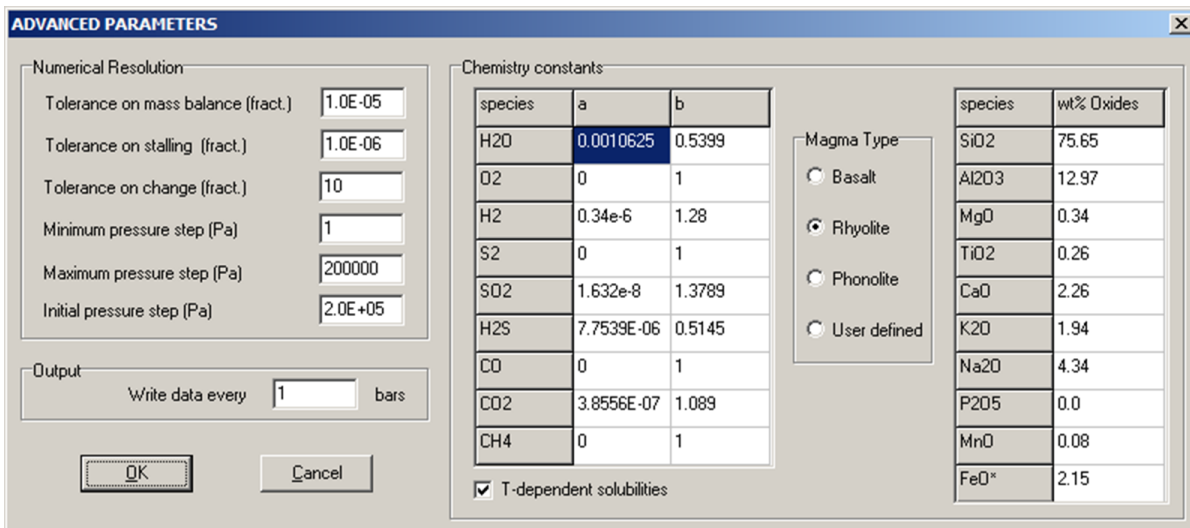 ADVANCED PARAMETERS
Numerical Resolution
Tolerance on mass balance (fract.) 1.0E-05
Tolerance on stalling (fract.) 1.0E-06
Tolerance on change (fract.) 10
Minimum pressure step (Pa) 1
Maximum pressure step (Pa) 200000
Initial pressure step (Pa) 2.0E+05
Output
Write data every 1 bars
OK Cancel
Chemistry constants
species a b
H2O 0.0010625 0.5399
O2 0 1
H2 0.34e-6 1.28
S2 0 1
SO2 1.632e-8 1.3789
H2S 7.7539E-06 0.5145
CO 0 1
CO2 3.8556E-07 1.089
CH4 0 1
T-dependent solubilities
Magma Type
Basalt
Rhyolite
Phonolite
User defined
species wt% Oxides
SiO2 75.65
Al2O3 12.97
MgO 0.34
TiO2 0.26
CaO 2.26
K2O 1.94
Na2O 4.34
P2O5 0.0
MnO 0.08
FeO* 2.15